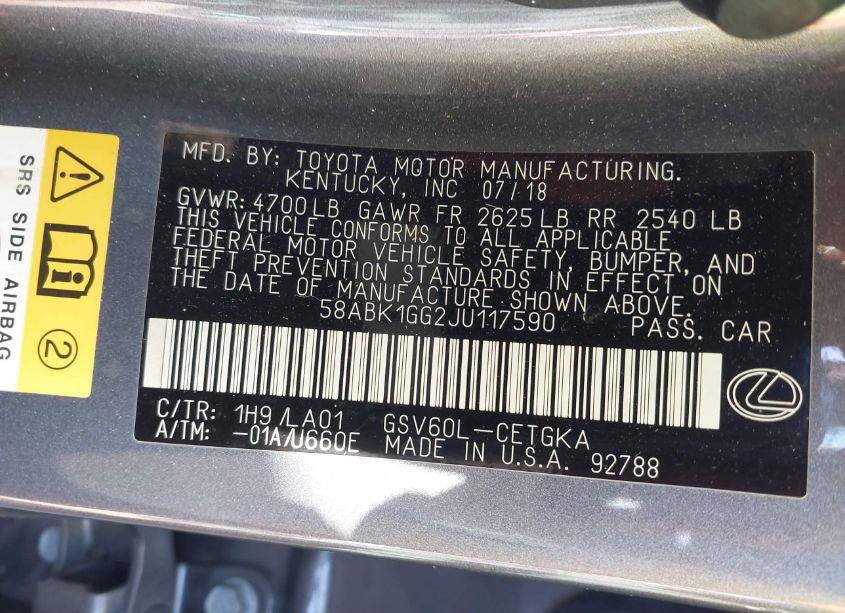 MFD. BY: TOYOTA MOTOR MANUFACTURING.
KENTUCKY, INC 07/18
GVWR: 4700LB GAWR FR 2625LB RR 2540 LB
THIS VEHICLE CONFORMS TO ALL APPLICABLE
FEDERAL MOTOR VEHICLE SAFETY, BUMPER, AND
THEFT PREVENTION STANDARDS IN EFFECT ON
THE DATE OF MANUFACTURE SHOWN ABOVE.
58ABK1GG2JU117590 PASS. CAR
C/TR: 1H9/LA01 GSV60L-CETGKA
A/TM: -01A/U660E MADE IN U.S.A. 92788
SRS SIDE AIRBAG
2